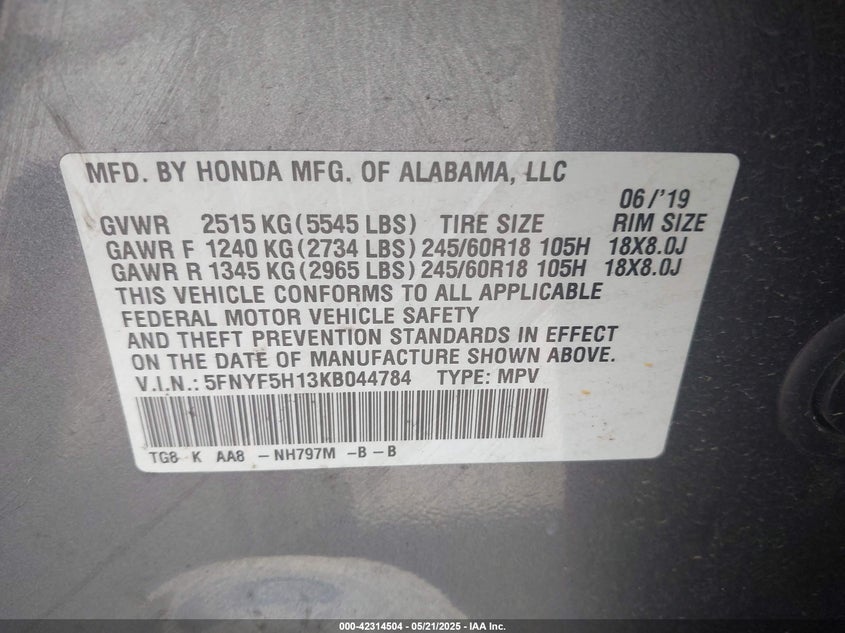 MFD. BY HONDA MFG. OF ALABAMA, LLC
06/'19
GVWR 2515 KG (5545 LBS) TIRE SIZE RIM SIZE
GAWR F 1240 KG (2734 LBS) 245/60R18 105H 18X8.0J
GAWR R 1345 KG (2965 LBS) 245/60R18 105H 18X8.0J
THIS VEHICLE CONFORMS TO ALL APPLICABLE
FEDERAL MOTOR VEHICLE SAFETY
AND THEFT PREVENTION STANDARDS IN EFFECT
ON THE DATE OF MANUFACTURE SHOWN ABOVE.
V.I.N.: 5FNYF5H13KB044784 TYPE: MPV
TG8 K AA8 -NH797M -B -B
000-42314504 - 05/21/2025 - IAA Inc.